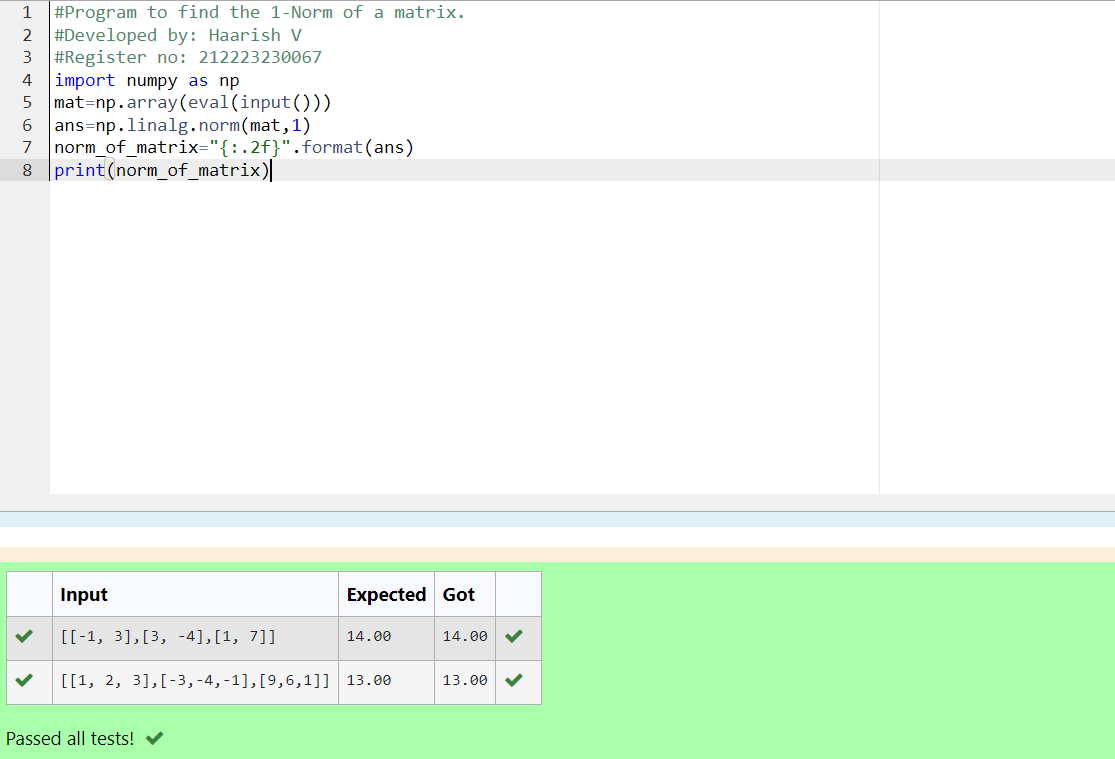 1 #Program to find the 1-Norm of a matrix.
2 #Developed by: Haarish V
3 #Register no: 212223230067
4 import numpy as np
5 mat=np.array(eval(input()))
6 ans=np.linalg.norm(mat,1)
7 norm_of_matrix="{:.2f}".format(ans)
8 print(norm_of_matrix)
Input Expected Got
[[-1, 3],[3, -4],[1, 7]] 14.00 14.00
[[1, 2, 3],[-3,-4,-1],[9,6,1]] 13.00 13.00
Passed all tests!